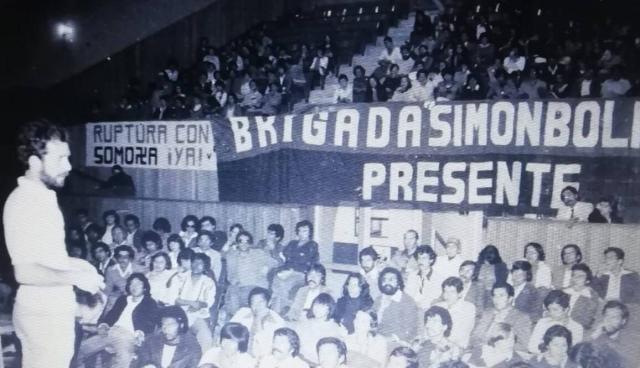 RUPTURA CON
SOMOZA ¡YA!
BRIGADA "SIMON BOLI
PRESENTE